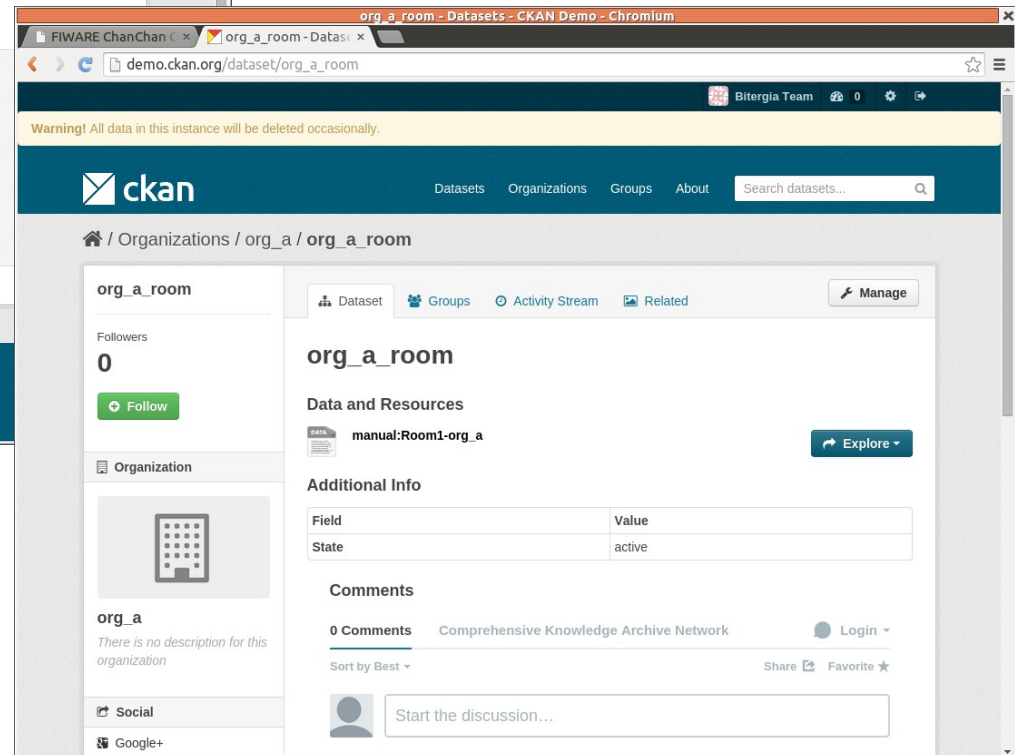 org_a_room - Datasets - CKAN Demo - Chromium
FIWARE ChanChan
org_a_room - Datas
demo.ckan.org/dataset/org_a_room
Bitergia Team 0
Warning! All data in this instance will be deleted occasionally.
ckan
Datasets Organizations Groups About Search datasets...
/ Organizations / org_a / org_a_room
org_a_room
Followers
0
Follow
Organization
org_a
There is no description for this
organization
Social
Google+
Dataset Groups Activity Stream Related
Manage
org_a_room
Data and Resources
DATA
manual:Room1-org_a
Explore
Additional Info
Field Value
State active
Comments
0 Comments Comprehensive Knowledge Archive Network Login
Sort by Best Share Favorite
Start the discussion…